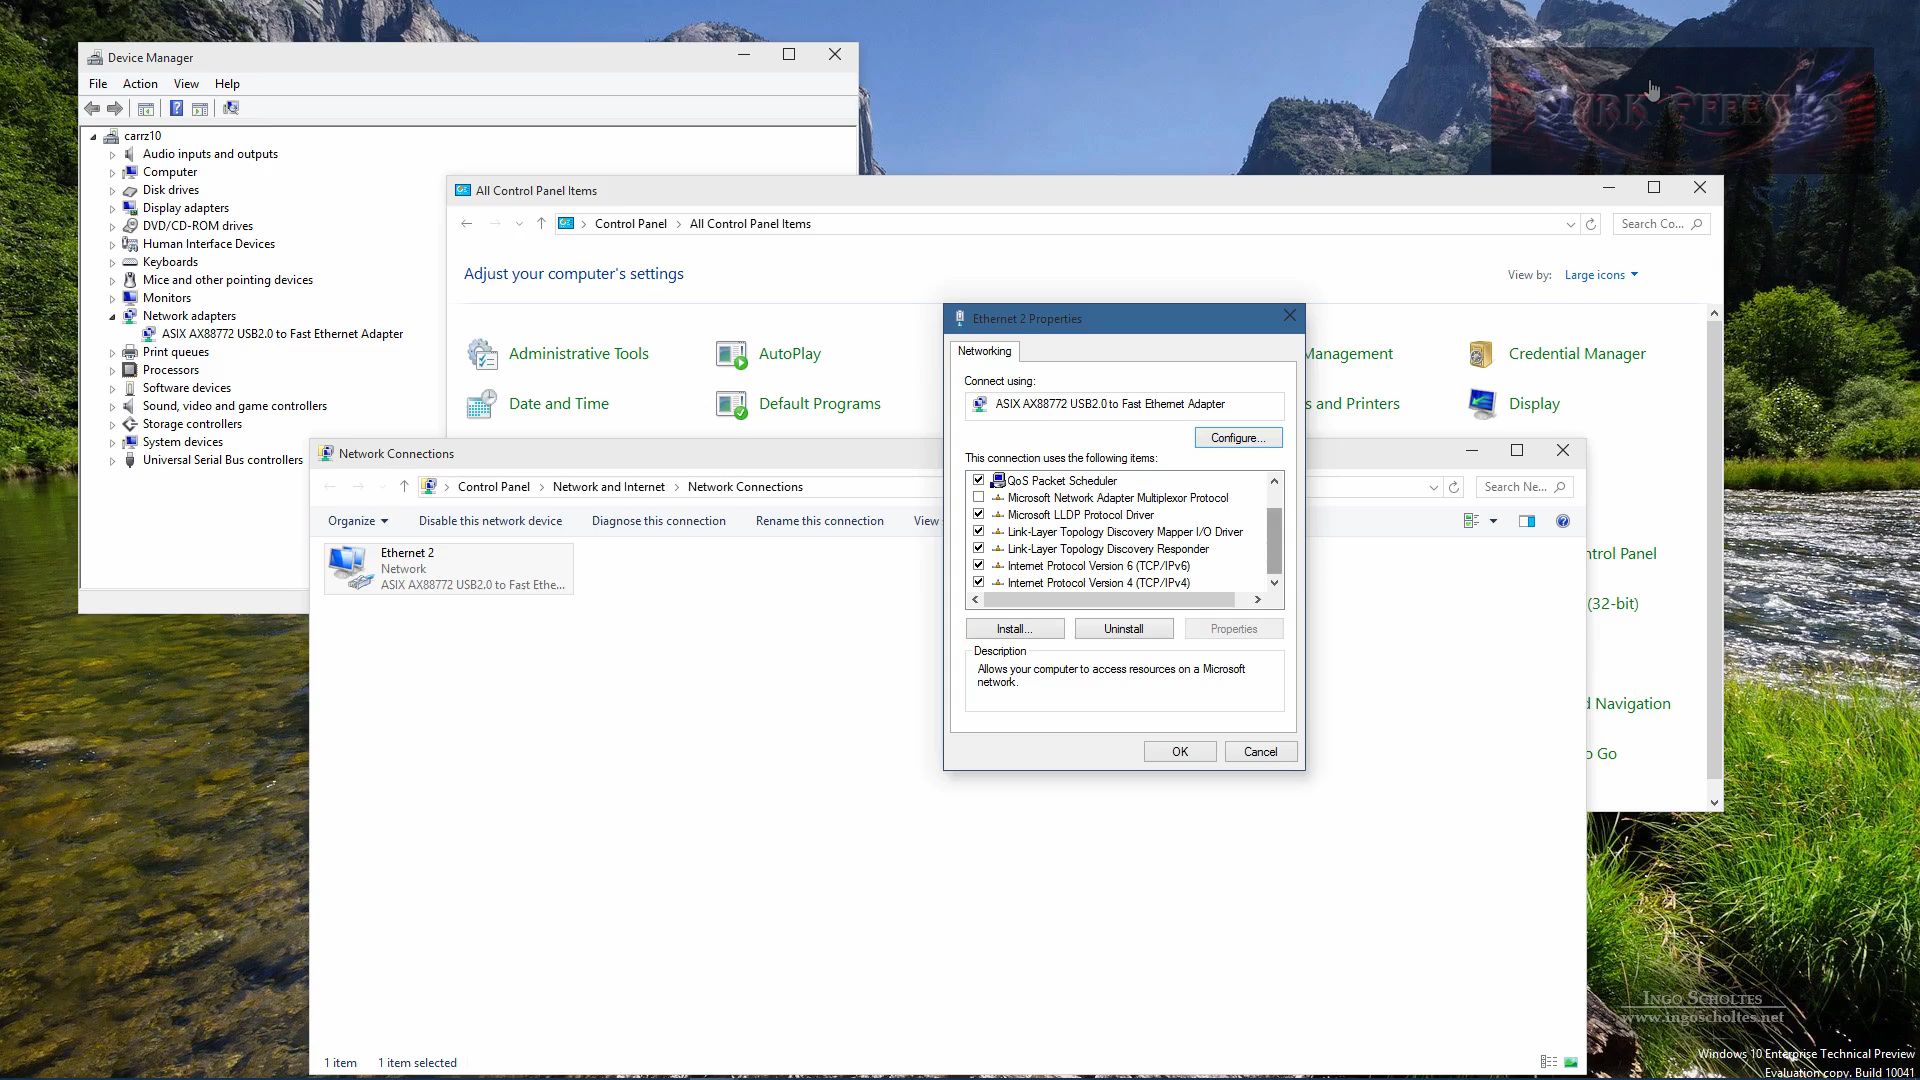 Device Manager
File Action View Help
carrz10
Audio inputs and outputs
Computer
Disk drives
Display adapters
DVD/CD-ROM drives
Human Interface Devices
Keyboards
Mice and other pointing devices
Monitors
Network adapters
ASIX AX88772 USB2.0 to Fast Ethernet Adapter
Print queues
Processors
Software devices
Sound, video and game controllers
Storage controllers
System devices
Universal Serial Bus controllers
All Control Panel Items
Control Panel > All Control Panel Items
Search Co...
Adjust your computer's settings
View by: Large icons
Administrative Tools
AutoPlay
Management
Credential Manager
Date and Time
Default Programs
s and Printers
Display
ntrol Panel
(32-bit)
d Navigation
o Go
Network Connections
Control Panel > Network and Internet > Network Connections
Search Ne...
Organize Disable this network device Diagnose this connection Rename this connection View
Ethernet 2
Network
ASIX AX88772 USB2.0 to Fast Ethe...
1 item 1 item selected
Ethernet 2 Properties
Networking
Connect using:
ASIX AX88772 USB2.0 to Fast Ethernet Adapter
Configure...
This connection uses the following items:
QoS Packet Scheduler
Microsoft Network Adapter Multiplexor Protocol
Microsoft LLDP Protocol Driver
Link-Layer Topology Discovery Mapper I/O Driver
Link-Layer Topology Discovery Responder
Internet Protocol Version 6 (TCP/IPv6)
Internet Protocol Version 4 (TCP/IPv4)
Install... Uninstall Properties
Description
Allows your computer to access resources on a Microsoft
network.
OK Cancel
Ingo Scholtes
www.ingoscholtes.net
Windows 10 Enterprise Technical Preview
Evaluation copy. Build 10041